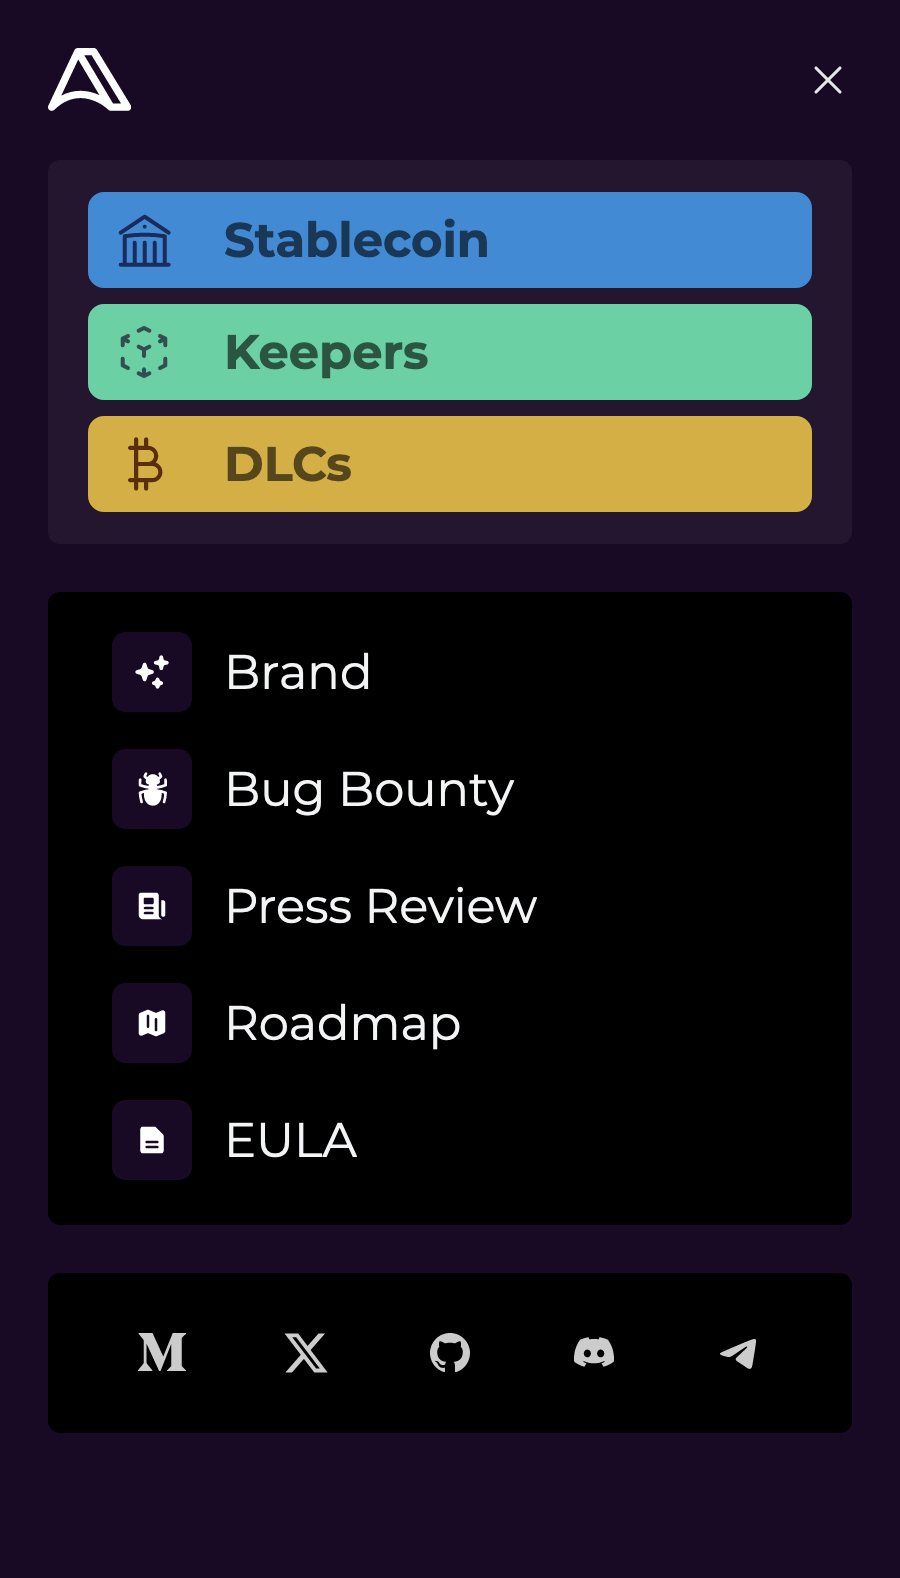 Stablecoin
Keepers
DLCs
Brand
Bug Bounty
Press Review
Roadmap
EULA